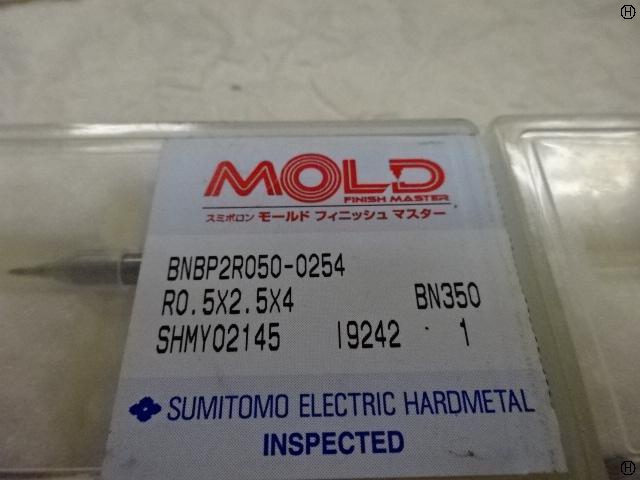 MOLD
FINISH MASTER
スミボロン モールド フィニッシュ マスター
BNBP2R050-0254
R0.5X2.5X4 BN350
SHMY02145 I9242 1
SUMITOMO ELECTRIC HARDMETAL
INSPECTED
H
H